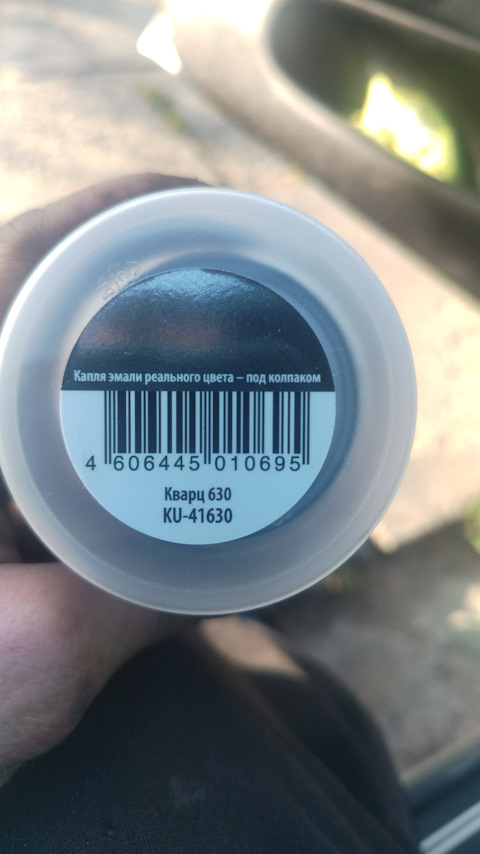 Капля эмали реального цвета – под колпаком
4 606445 010695
Кварц 630
KU-41630